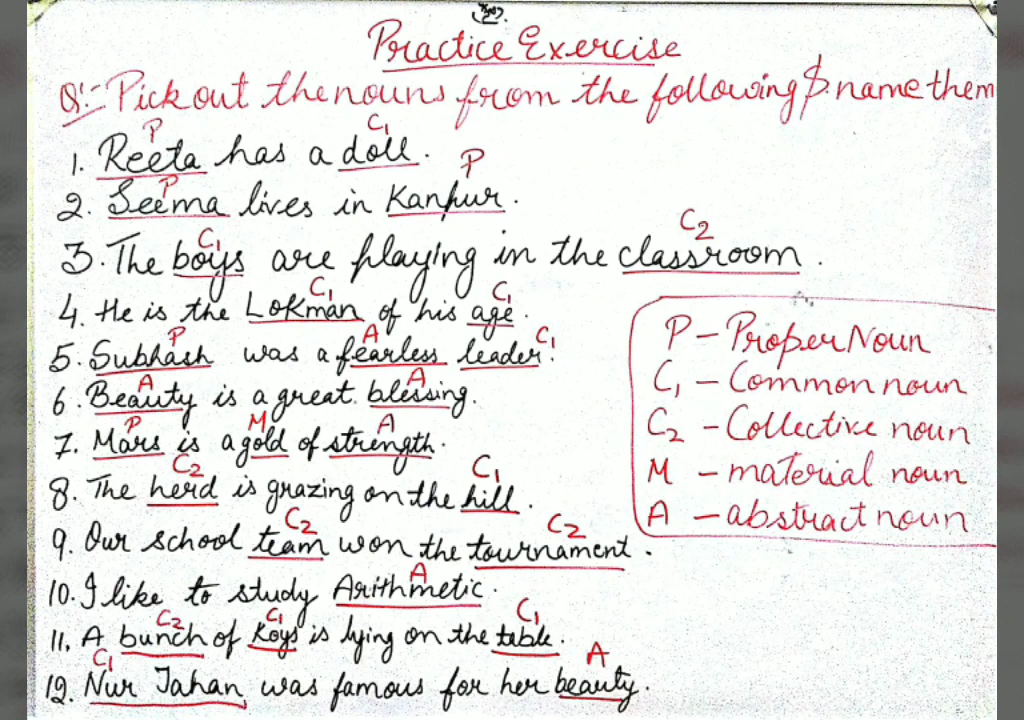 Practice Exercise
Q:- Pick out the nouns from the following & name them
P C1
1. Reeta has a doll.
P P
2. Seema lives in Kanpur.
C1 C2
3. The boys are playing in the classroom.
C1 C1
4. He is the Lokman of his age.
P A C1
5. Subhash was a fearless leader.
A A
6. Beauty is a great blessing.
P M A
7. Mars is a gold of strength.
C2 C1
8. The herd is grazing on the hill.
C2 C2
9. Our school team won the tournament.
A
10. I like to study Arithmetic.
C2 C1 C1
11. A bunch of Keys is lying on the table.
C1 A
12. Nur Jahan was famous for her beauty.
P - Proper Noun
C1 - Common noun
C2 - Collective noun
M - material noun
A - abstract noun